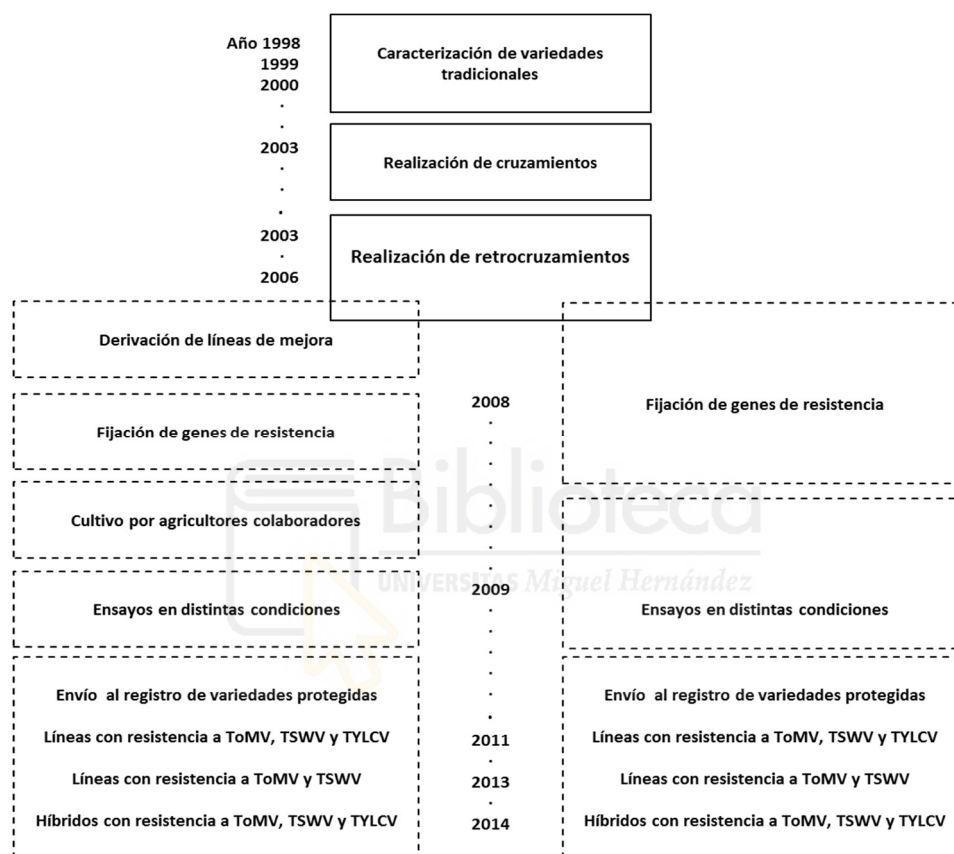 Año 1998
1999
2000
Caracterización de variedades
tradicionales
2003
Realización de cruzamientos
2003
2006
Realización de retrocruzamientos
Derivación de líneas de mejora
Fijación de genes de resistencia
Cultivo por agricultores colaboradores
Ensayos en distintas condiciones
Envío al registro de variedades protegidas
Líneas con resistencia a ToMV, TSWV y TYLCV
Líneas con resistencia a ToMV y TSWV
Híbridos con resistencia a ToMV, TSWV y TYLCV
2008
2009
2011
2013
2014
Fijación de genes de resistencia
Ensayos en distintas condiciones
Envío al registro de variedades protegidas
Líneas con resistencia a ToMV, TSWV y TYLCV
Líneas con resistencia a ToMV y TSWV
Híbridos con resistencia a ToMV, TSWV y TYLCV
Biblioteca
UNIVERSITAS Miguel Hernández